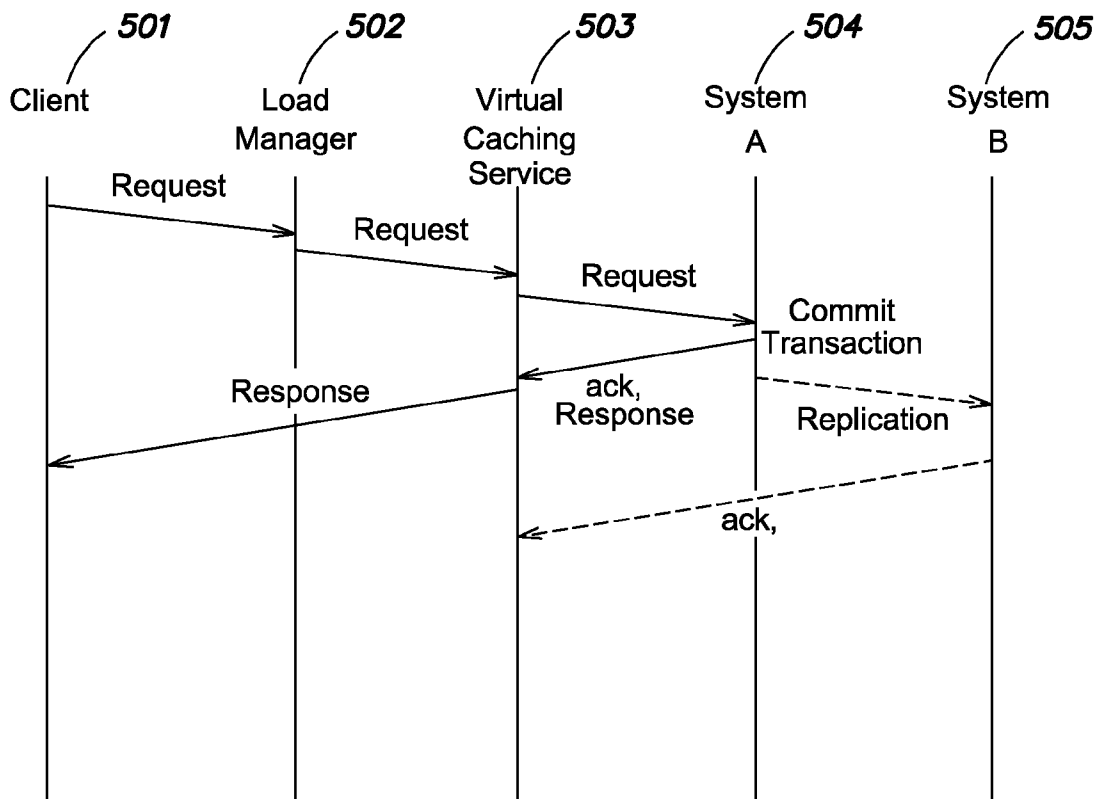 501
502
503
504
505
Client
Load
Manager
Virtual
Caching
Service
System
A
System
B
Request
Request
Request
Commit
Transaction
Response
ack,
Response
Replication
ack,